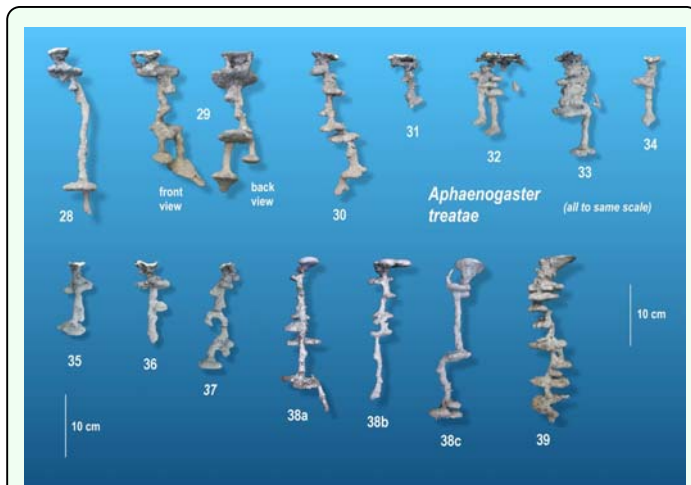 29
31
32
33
34
28
front
view
back
view
30
Aphaenogaster
treatae
(all to same scale)
10 cm
35
36
37
38a
38b
38c
39
10 cm